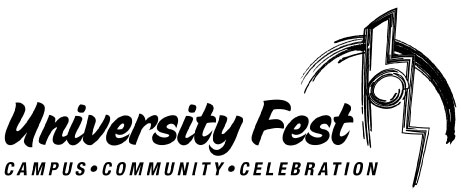 University Fest
CAMPUS•COMMUNITY•CELEBRATION